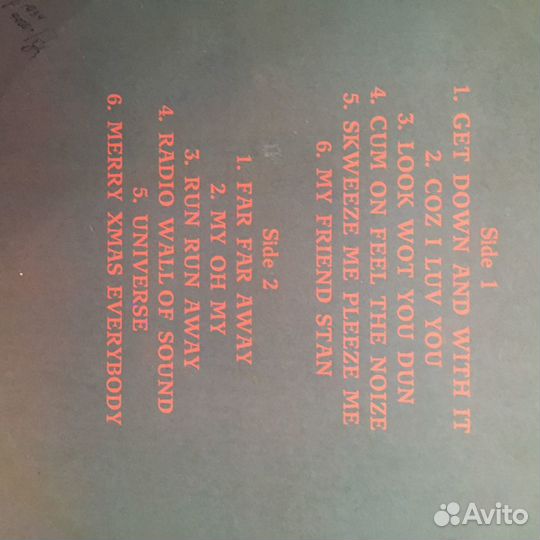 Side 1
1. GET DOWN AND WITH IT
2. COZ I LUV YOU
3. LOOK WOT YOU DUN
4. CUM ON FEEL THE NOIZE
5. SKWEEZE ME PLEEZE ME
6. MY FRIEND STAN
Side 2
1. FAR FAR AWAY
2. MY OH MY
3. RUN RUN AWAY
4. RADIO WALL OF SOUND
5. UNIVERSE
6. MERRY XMAS EVERYBODY
Avito